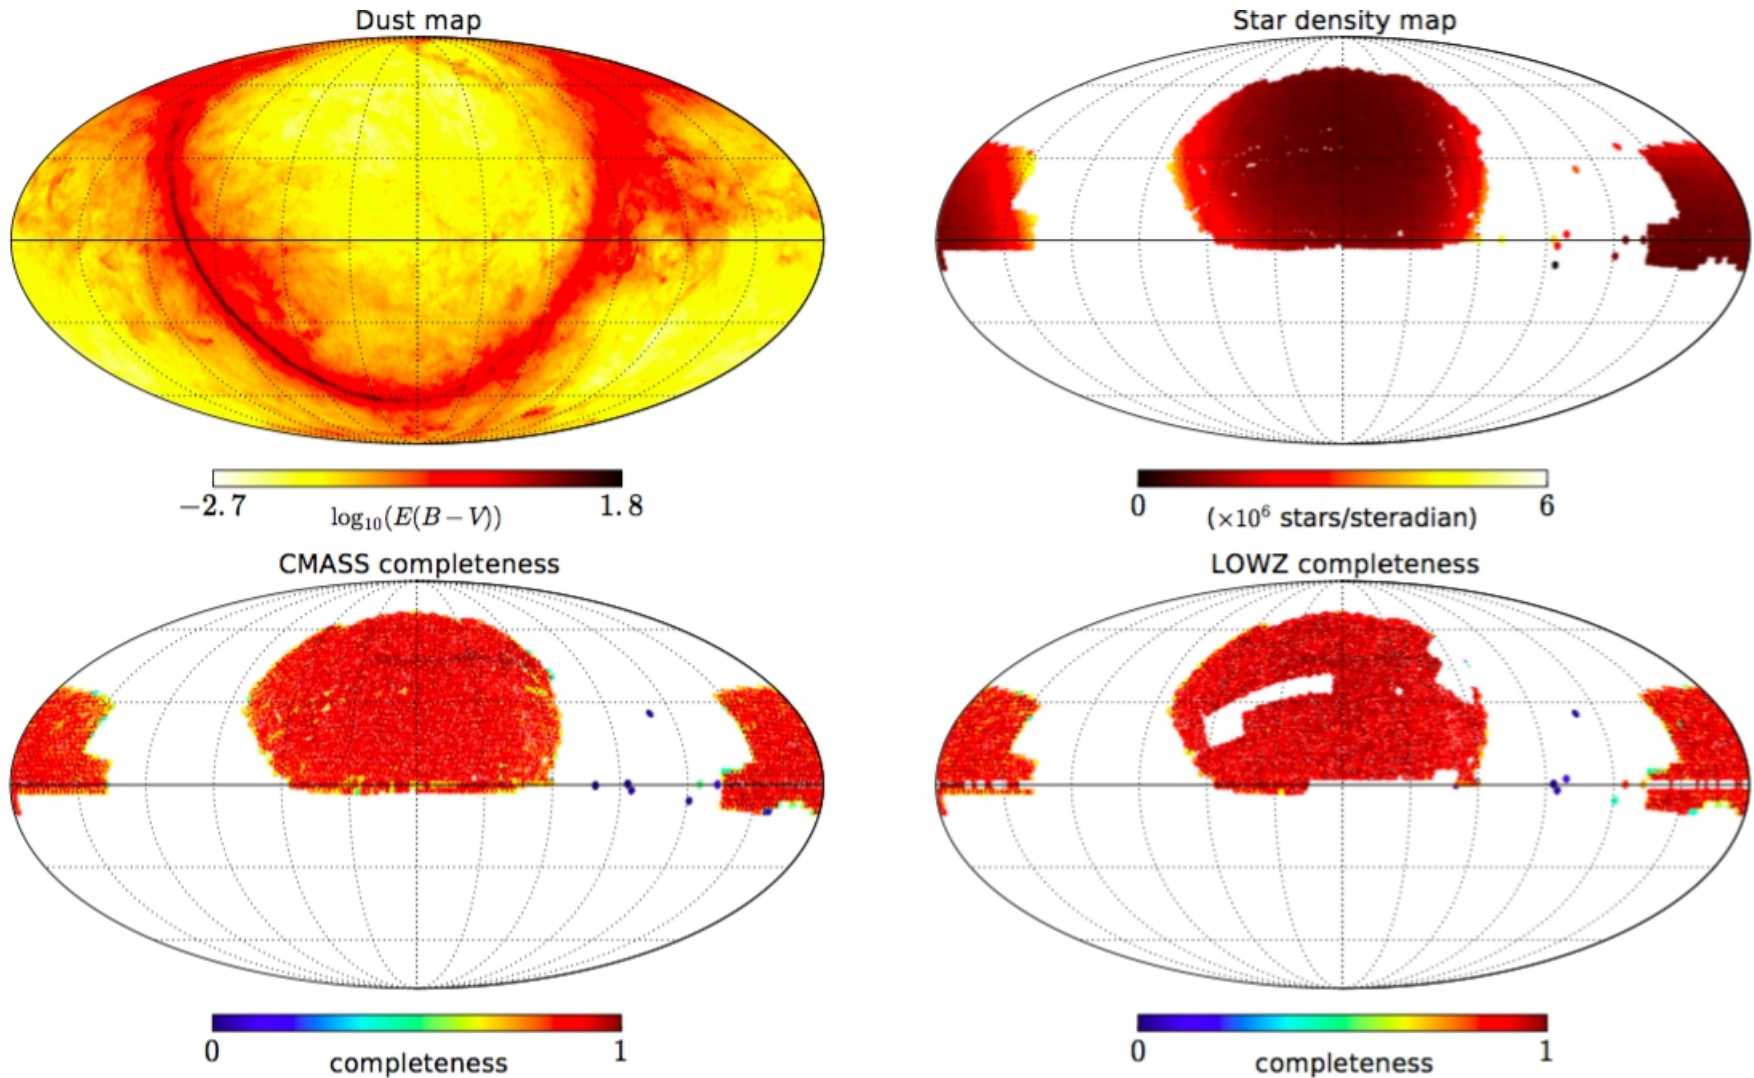 Dust map
Star density map
−2.7
1.8
log₁₀(E(B − V))
0
6
(×10⁶ stars/steradian)
CMASS completeness
LOWZ completeness
0
1
completeness
0
1
completeness